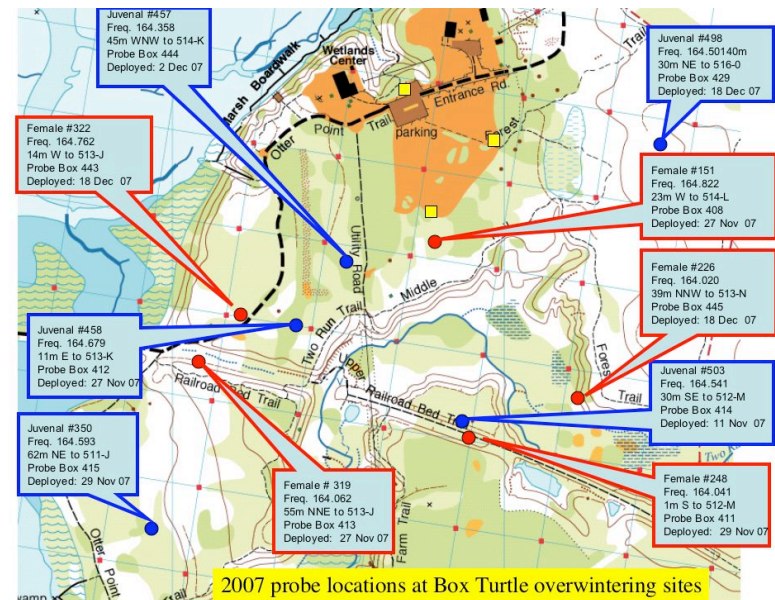 Juvenal #457
Freq. 164.358
45m WNW to 514-K
Probe Box 444
Deployed: 2 Dec 07
Wetlands
Center
Marsh Boardwalk
Trail
Juvenal #498
Freq. 164.50140m
30m NE to 516-0
Probe Box 429
Deployed: 18 Dec 07
Entrance Rd.
Otter Point Trail
parking
Forest
Female #322
Freq. 164.762
14m W to 513-J
Probe Box 443
Deployed: 18 Dec 07
Female #151
Freq. 164.822
23m W to 514-L
Probe Box 408
Deployed: 27 Nov 07
Utility Road
Middle
Female #226
Freq. 164.020
39m NNW to 513-N
Probe Box 445
Deployed: 18 Dec 07
Juvenal #458
Freq. 164.679
11m E to 513-K
Probe Box 412
Deployed: 27 Nov 07
Two Run Trail
Forest
Trail
Upper Railroad Bed
Railroad Bed Trail
Juvenal #503
Freq. 164.541
30m SE to 512-M
Probe Box 414
Deployed: 11 Nov 07
Two
Juvenal #350
Freq. 164.593
62m NE to 511-J
Probe Box 415
Deployed: 29 Nov 07
Female # 319
Freq. 164.062
55m NNE to 513-J
Probe Box 413
Deployed: 27 Nov 07
Female #248
Freq. 164.041
1m S to 512-M
Probe Box 411
Deployed: 29 Nov 07
Farm Trail
Otter Point
Trail
2007 probe locations at Box Turtle overwintering sites